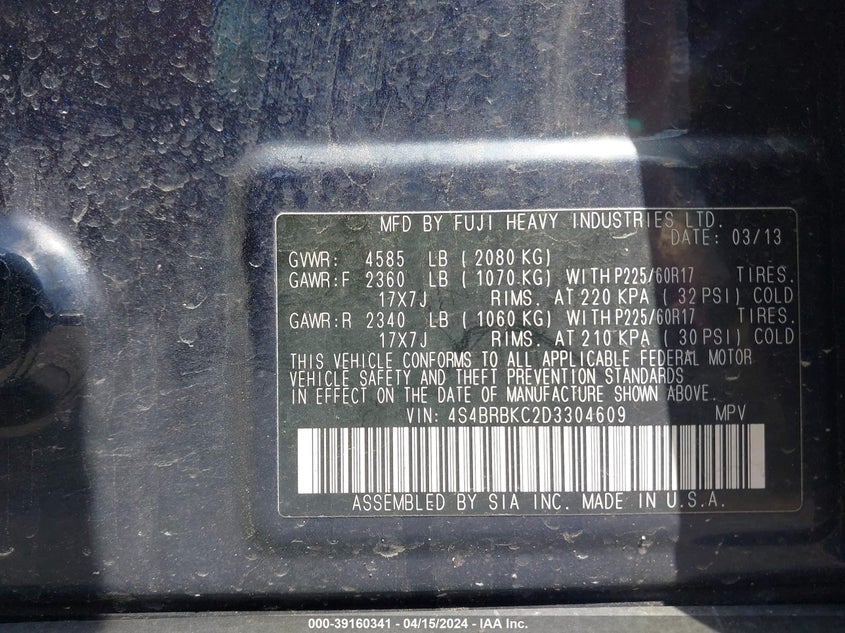 MFD BY FUJI HEAVY INDUSTRIES LTD.
DATE: 03/13
GVWR: 4585 LB ( 2080 KG)
GAWR:F 2360 LB ( 1070 KG) WITH P225/60R17 TIRES.
17X7J RIMS. AT 220 KPA ( 32 PSI) COLD
GAWR:R 2340 LB ( 1060 KG) WITH P225/60R17 TIRES.
17X7J RIMS. AT 210 KPA ( 30 PSI) COLD
THIS VEHICLE CONFORMS TO ALL APPLICABLE FEDERAL MOTOR
VEHICLE SAFETY AND THEFT PREVENTION STANDARDS
IN EFFECT ON THE DATE OF MANUFACTURE SHOWN ABOVE.
VIN: 4S4BRBKC2D3304609 MPV
ASSEMBLED BY SIA INC. MADE IN U.S.A.
000-39160341 - 04/15/2024 - IAA Inc.